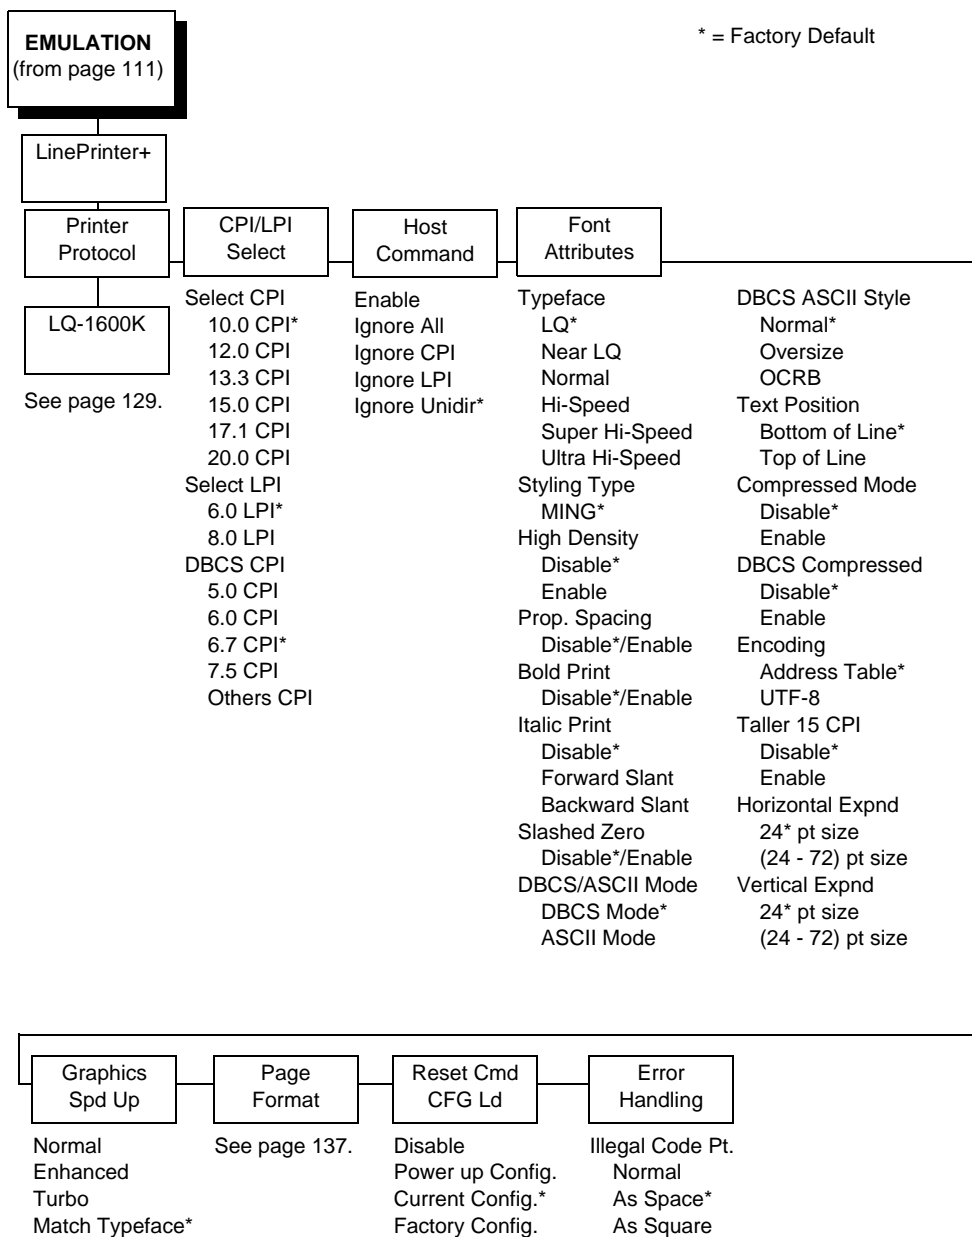 EMULATION
(from page 111)
* = Factory Default
LinePrinter+
Printer
Protocol
LQ-1600K
See page 129.
CPI/LPI
Select
Select CPI
10.0 CPI*
12.0 CPI
13.3 CPI
15.0 CPI
17.1 CPI
20.0 CPI
Select LPI
6.0 LPI*
8.0 LPI
DBCS CPI
5.0 CPI
6.0 CPI
6.7 CPI*
7.5 CPI
Others CPI
Host
Command
Enable
Ignore All
Ignore CPI
Ignore LPI
Ignore Unidir*
Font
Attributes
Typeface
LQ*
Near LQ
Normal
Hi-Speed
Super Hi-Speed
Ultra Hi-Speed
Styling Type
MING*
High Density
Disable*
Enable
Prop. Spacing
Disable*/Enable
Bold Print
Disable*/Enable
Italic Print
Disable*
Forward Slant
Backward Slant
Slashed Zero
Disable*/Enable
DBCS/ASCII Mode
DBCS Mode*
ASCII Mode
DBCS ASCII Style
Normal*
Oversize
OCRB
Text Position
Bottom of Line*
Top of Line
Compressed Mode
Disable*
Enable
DBCS Compressed
Disable*
Enable
Encoding
Address Table*
UTF-8
Taller 15 CPI
Disable*
Enable
Horizontal Expnd
24* pt size
(24 - 72) pt size
Vertical Expnd
24* pt size
(24 - 72) pt size
Graphics
Spd Up
Normal
Enhanced
Turbo
Match Typeface*
Page
Format
See page 137.
Reset Cmd
CFG Ld
Disable
Power up Config.
Current Config.*
Factory Config.
Error
Handling
Illegal Code Pt.
Normal
As Space*
As Square